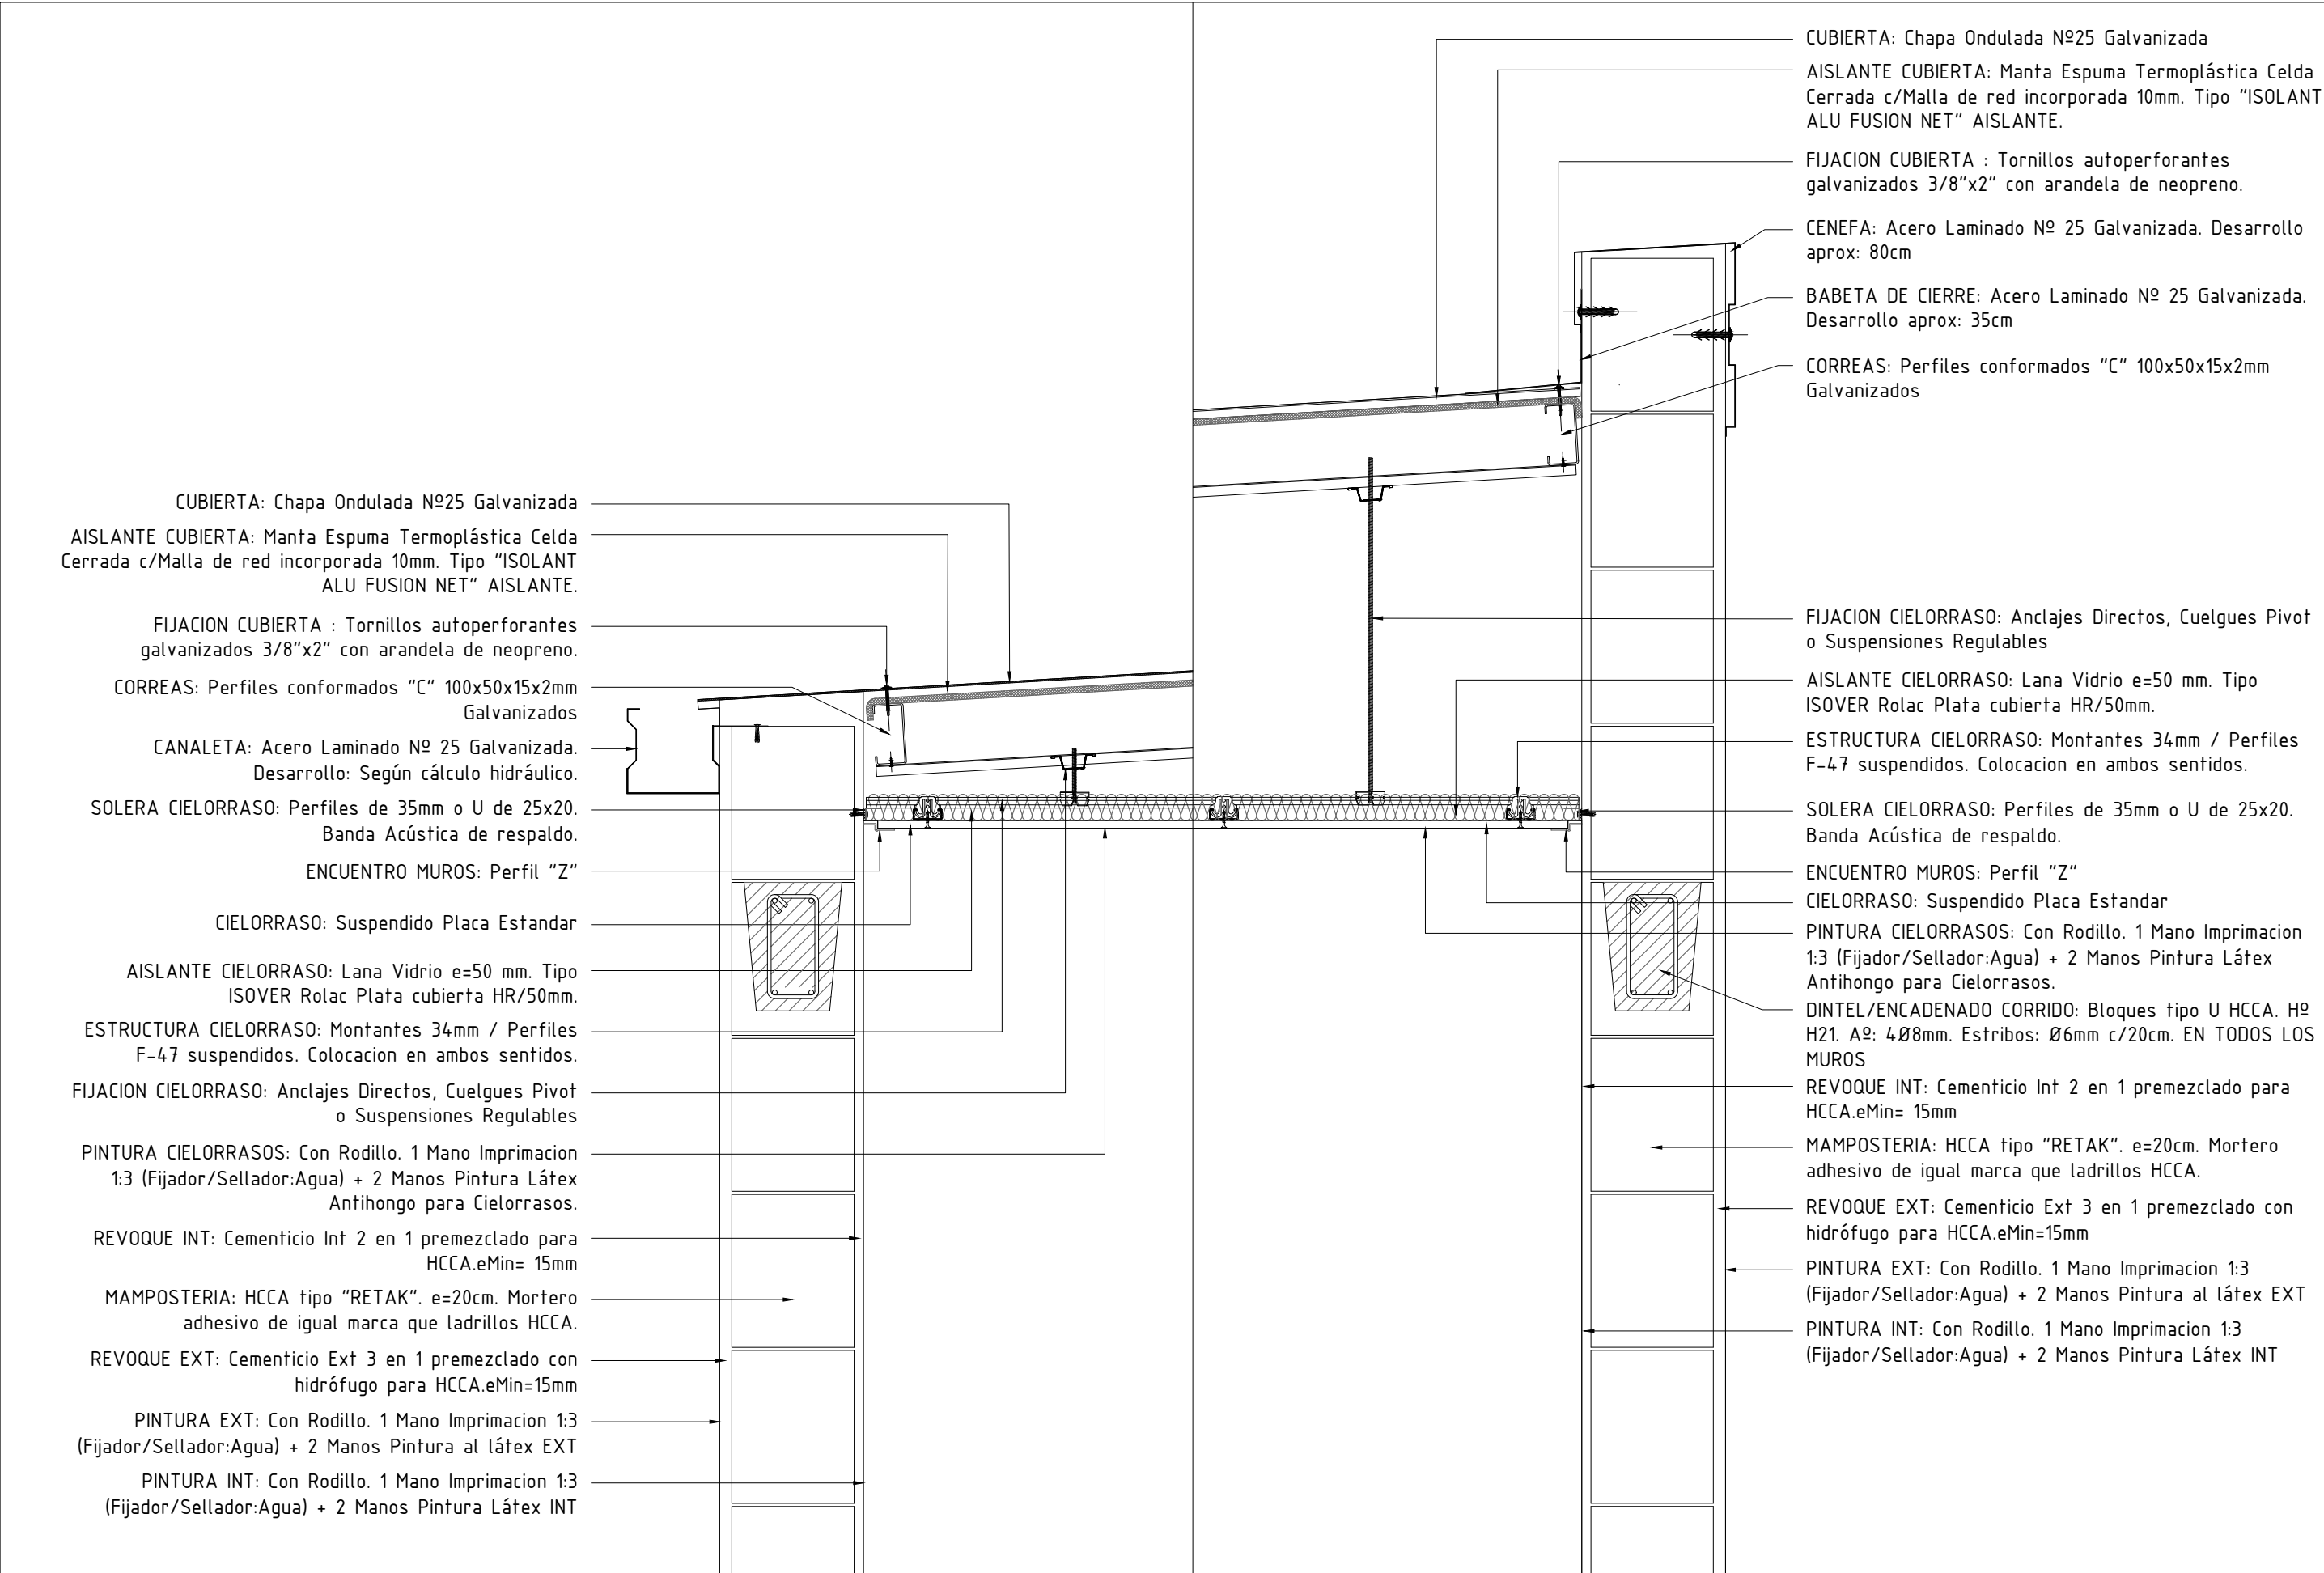 CUBIERTA: Chapa Ondulada Nº25 Galvanizada
AISLANTE CUBIERTA: Manta Espuma Termoplástica Celda
Cerrada c/Malla de red incorporada 10mm. Tipo "ISOLANT
ALU FUSION NET" AISLANTE.
FIJACION CUBIERTA : Tornillos autoperforantes
galvanizados 3/8"x2" con arandela de neopreno.
CORREAS: Perfiles conformados "C" 100x50x15x2mm
Galvanizados
CANALETA: Acero Laminado Nº 25 Galvanizada.
Desarrollo: Según cálculo hidráulico.
SOLERA CIELORRASO: Perfiles de 35mm o U de 25x20.
Banda Acústica de respaldo.
ENCUENTRO MUROS: Perfil "Z"
CIELORRASO: Suspendido Placa Estandar
AISLANTE CIELORRASO: Lana Vidrio e=50 mm. Tipo
ISOVER Rolac Plata cubierta HR/50mm.
ESTRUCTURA CIELORRASO: Montantes 34mm / Perfiles
F-47 suspendidos. Colocacion en ambos sentidos.
FIJACION CIELORRASO: Anclajes Directos, Cuelgues Pivot
o Suspensiones Regulables
PINTURA CIELORRASOS: Con Rodillo. 1 Mano Imprimacion
1:3 (Fijador/Sellador:Agua) + 2 Manos Pintura Látex
Antihongo para Cielorrasos.
REVOQUE INT: Cementicio Int 2 en 1 premezclado para
HCCA.eMin= 15mm
MAMPOSTERIA: HCCA tipo "RETAK". e=20cm. Mortero
adhesivo de igual marca que ladrillos HCCA.
REVOQUE EXT: Cementicio Ext 3 en 1 premezclado con
hidrófugo para HCCA.eMin=15mm
PINTURA EXT: Con Rodillo. 1 Mano Imprimacion 1:3
(Fijador/Sellador:Agua) + 2 Manos Pintura al látex EXT
PINTURA INT: Con Rodillo. 1 Mano Imprimacion 1:3
(Fijador/Sellador:Agua) + 2 Manos Pintura Látex INT
CUBIERTA: Chapa Ondulada Nº25 Galvanizada
AISLANTE CUBIERTA: Manta Espuma Termoplástica Celda
Cerrada c/Malla de red incorporada 10mm. Tipo "ISOLANT
ALU FUSION NET" AISLANTE.
FIJACION CUBIERTA : Tornillos autoperforantes
galvanizados 3/8"x2" con arandela de neopreno.
CENEFA: Acero Laminado Nº 25 Galvanizada. Desarrollo
aprox: 80cm
BABETA DE CIERRE: Acero Laminado Nº 25 Galvanizada.
Desarrollo aprox: 35cm
CORREAS: Perfiles conformados "C" 100x50x15x2mm
Galvanizados
FIJACION CIELORRASO: Anclajes Directos, Cuelgues Pivot
o Suspensiones Regulables
AISLANTE CIELORRASO: Lana Vidrio e=50 mm. Tipo
ISOVER Rolac Plata cubierta HR/50mm.
ESTRUCTURA CIELORRASO: Montantes 34mm / Perfiles
F-47 suspendidos. Colocacion en ambos sentidos.
SOLERA CIELORRASO: Perfiles de 35mm o U de 25x20.
Banda Acústica de respaldo.
ENCUENTRO MUROS: Perfil "Z"
CIELORRASO: Suspendido Placa Estandar
PINTURA CIELORRASOS: Con Rodillo. 1 Mano Imprimacion
1:3 (Fijador/Sellador:Agua) + 2 Manos Pintura Látex
Antihongo para Cielorrasos.
DINTEL/ENCADENADO CORRIDO: Bloques tipo U HCCA. Hº
H21. Aº: 4Ø8mm. Estribos: Ø6mm c/20cm. EN TODOS LOS
MUROS
REVOQUE INT: Cementicio Int 2 en 1 premezclado para
HCCA.eMin= 15mm
MAMPOSTERIA: HCCA tipo "RETAK". e=20cm. Mortero
adhesivo de igual marca que ladrillos HCCA.
REVOQUE EXT: Cementicio Ext 3 en 1 premezclado con
hidrófugo para HCCA.eMin=15mm
PINTURA EXT: Con Rodillo. 1 Mano Imprimacion 1:3
(Fijador/Sellador:Agua) + 2 Manos Pintura al látex EXT
PINTURA INT: Con Rodillo. 1 Mano Imprimacion 1:3
(Fijador/Sellador:Agua) + 2 Manos Pintura Látex INT